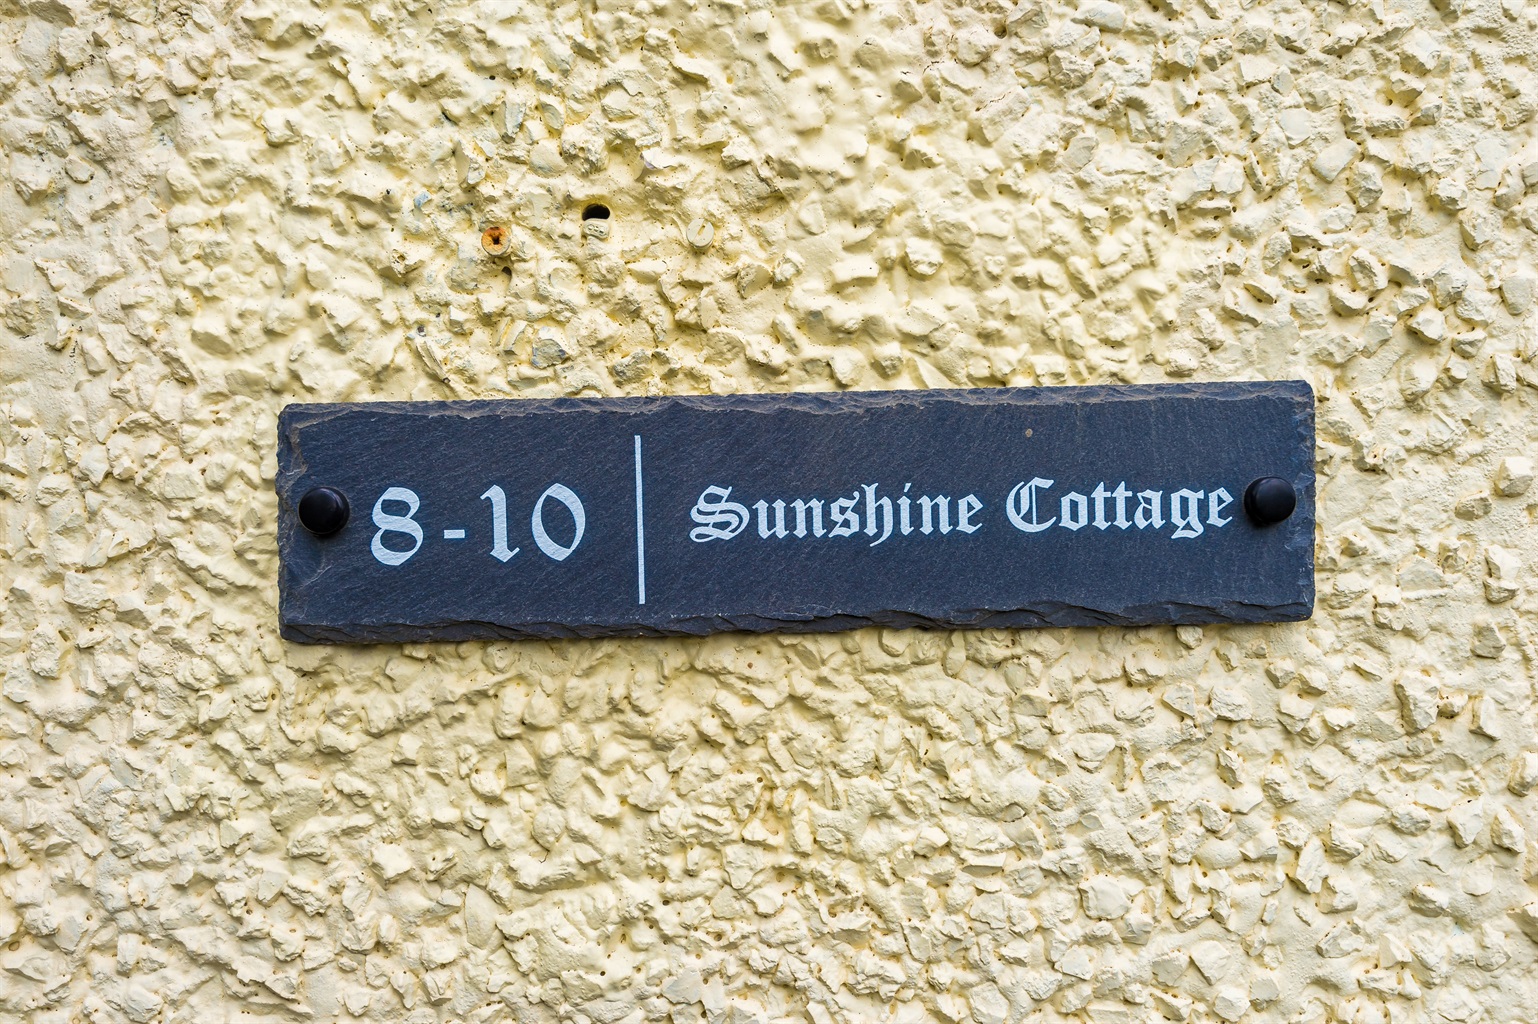 8-10 | Sunshine Cottage